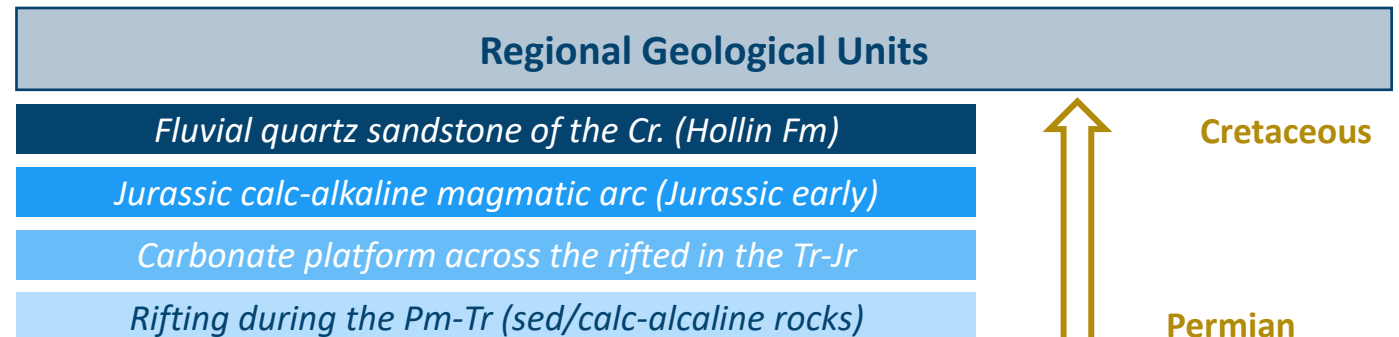 Regional Geological Units
Fluvial quartz sandstone of the Cr. (Hollin Fm)
Cretaceous
Jurassic calc-alkaline magmatic arc (Jurassic early)
Carbonate platform across the rifted in the Tr-Jr
Rifting during the Pm-Tr (sed/calc-alcaline rocks)
Permian